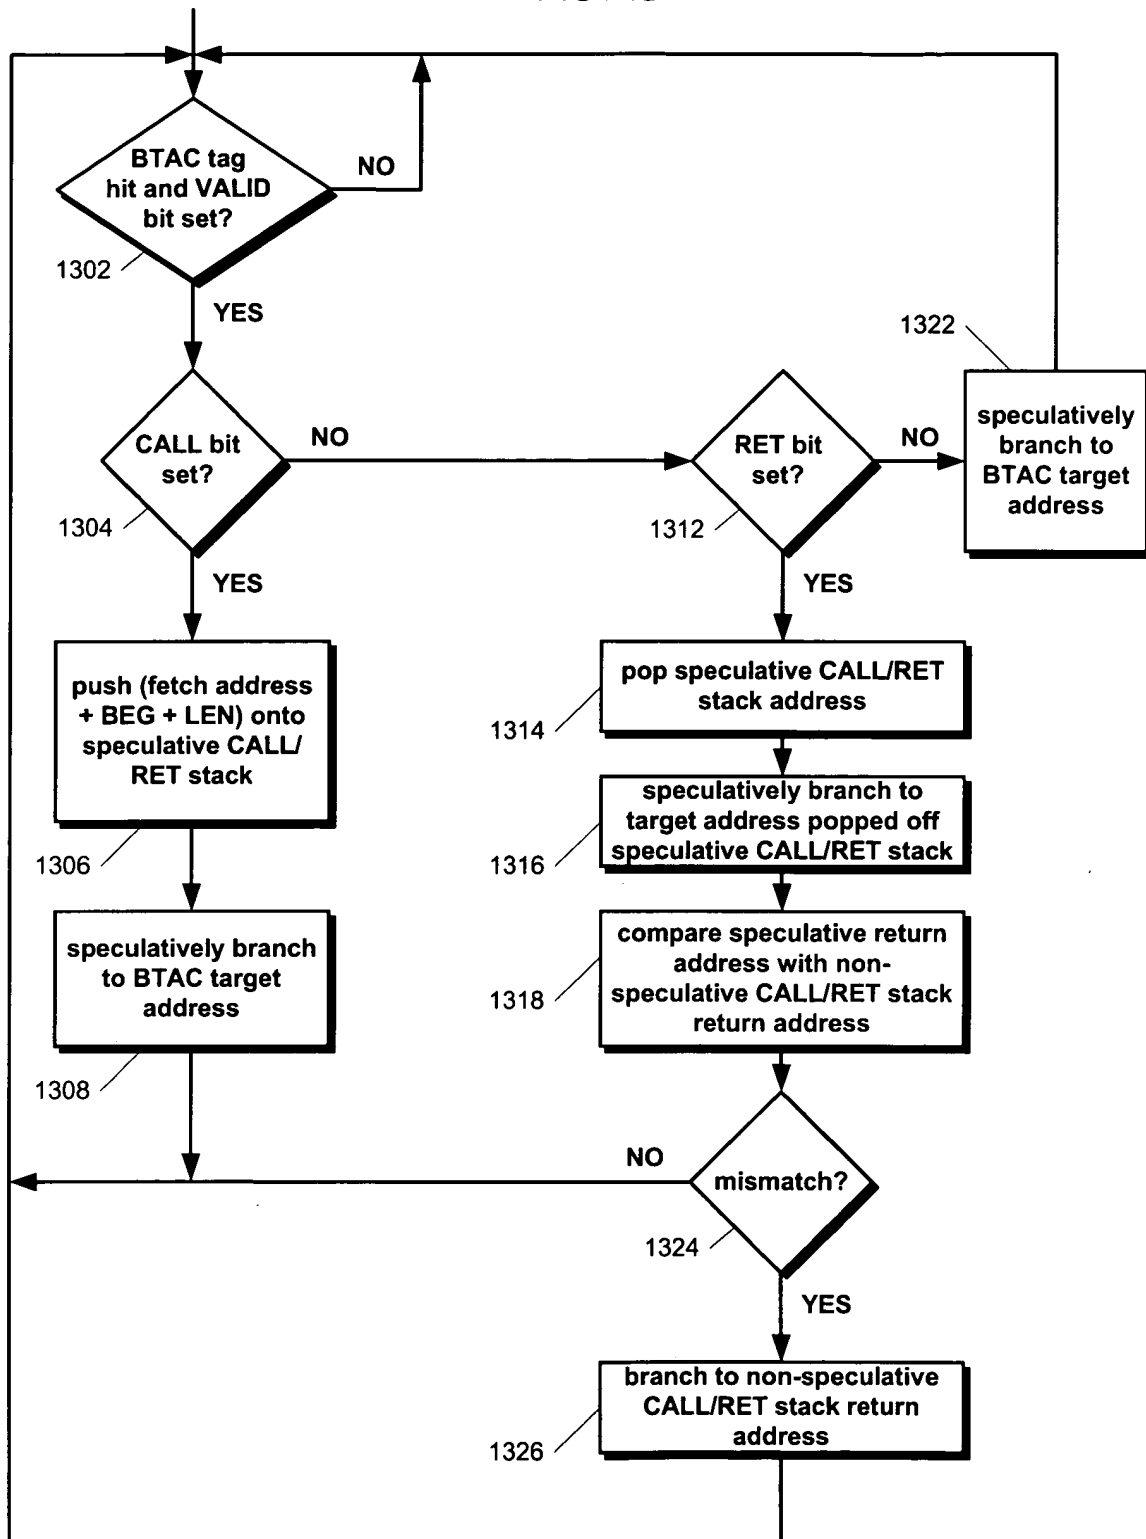 BTAC tag
hit and VALID
bit set?
NO
1302
YES
1322
CALL bit
set?
NO
RET bit
set?
NO
speculatively
branch to
BTAC target
address
1304
1312
YES
YES
push (fetch address
+ BEG + LEN) onto
speculative CALL/
RET stack
pop speculative CALL/RET
stack address
1314
speculatively branch to
target address popped off
speculative CALL/RET stack
1306
1316
speculatively branch
to BTAC target
address
compare speculative return
address with non-
speculative CALL/RET stack
return address
1318
1308
NO
mismatch?
1324
YES
branch to non-speculative
CALL/RET stack return
address
1326